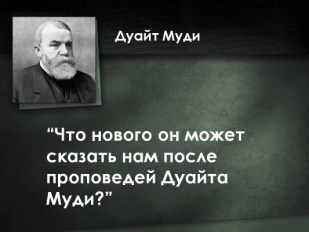 Дуайт Муди
“Что нового он может
сказать нам после
проповедей Дуайта
Муди?”